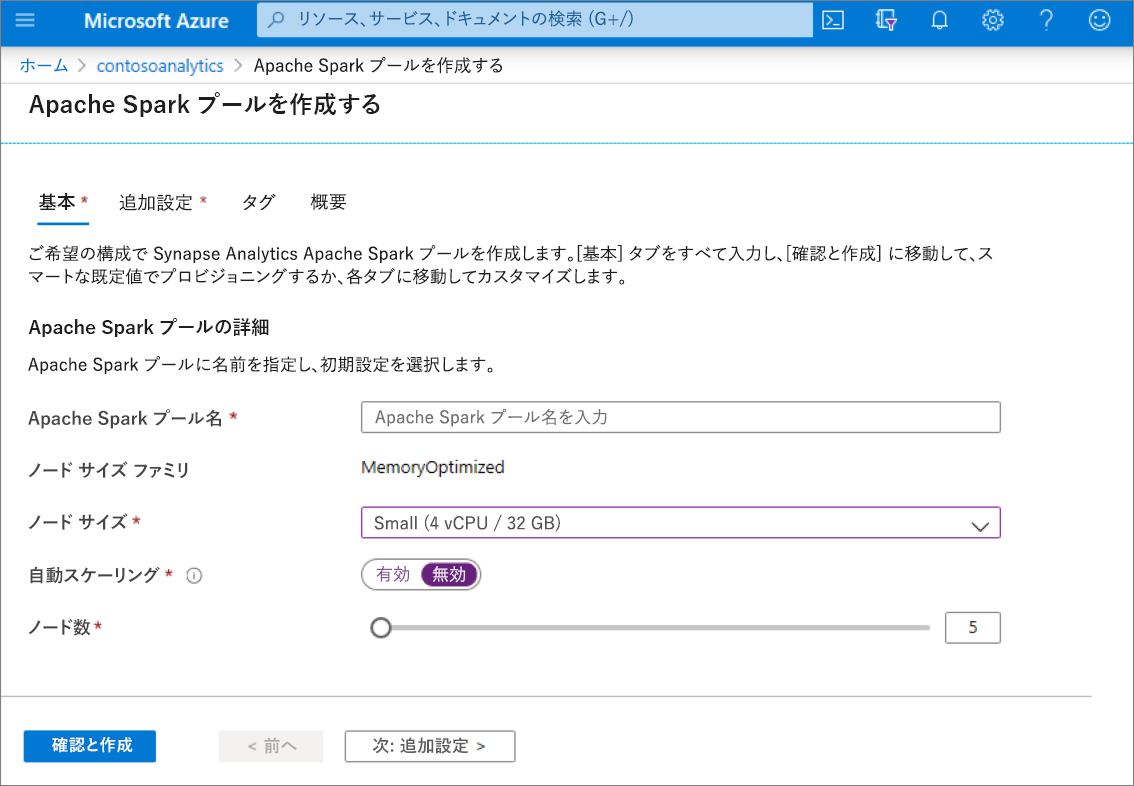 Microsoft Azure
リソース、サービス、ドキュメントの検索 (G+/)
ホーム > contosoanalytics > Apache Spark プールを作成する
Apache Spark プールを作成する
基本 * 追加設定 * タグ 概要
ご希望の構成で Synapse Analytics Apache Spark プールを作成します。[基本] タブをすべて入力し、[確認と作成] に移動して、ス
マートな既定値でプロビジョニングするか、各タブに移動してカスタマイズします。
Apache Spark プールの詳細
Apache Spark プールに名前を指定し、初期設定を選択します。
Apache Spark プール名 * Apache Spark プール名を入力
ノード サイズ ファミリ MemoryOptimized
ノード サイズ * Small (4 vCPU / 32 GB)
自動スケーリング * 有効 無効
ノード数 * 5
確認と作成 < 前へ 次: 追加設定 >